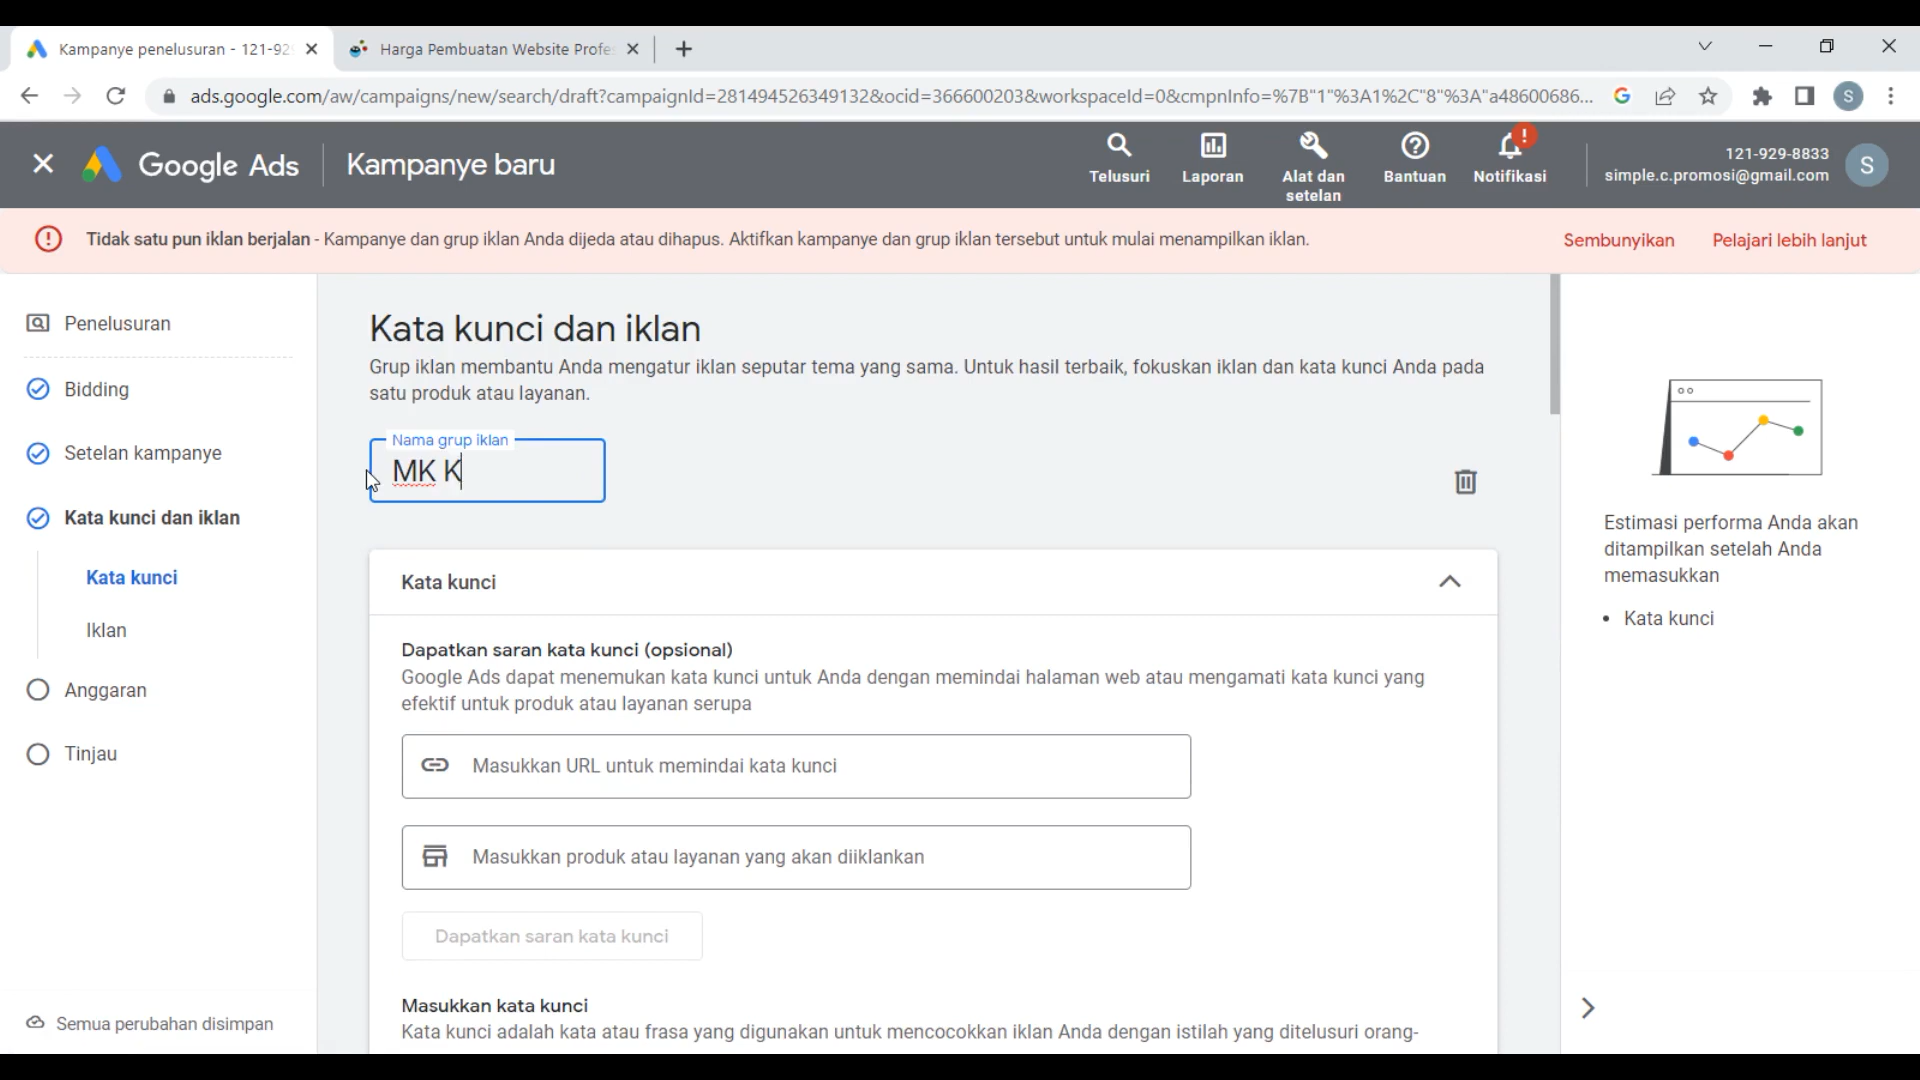 Kampanye penelusuran - 121-92
Harga Pembuatan Website Profe
ads.google.com/aw/campaigns/new/search/draft?campaignId=281494526349132&ocid=366600203&workspaceId=0&cmpnInfo=%7B"1"%3A1%2C"8"%3A"a48600686...
S
Google Ads
Kampanye baru
Telusuri
Laporan
Alat dan
setelan
Bantuan
!
Notifikasi
121-929-8833
simple.c.promosi@gmail.com
S
Tidak satu pun iklan berjalan - Kampanye dan grup iklan Anda dijeda atau dihapus. Aktifkan kampanye dan grup iklan tersebut untuk mulai menampilkan iklan.
Sembunyikan
Pelajari lebih lanjut
Penelusuran
Bidding
Setelan kampanye
Kata kunci dan iklan
Kata kunci
Iklan
Anggaran
Tinjau
Semua perubahan disimpan
Kata kunci dan iklan
Grup iklan membantu Anda mengatur iklan seputar tema yang sama. Untuk hasil terbaik, fokuskan iklan dan kata kunci Anda pada
satu produk atau layanan.
Nama grup iklan
MK K
Kata kunci
Dapatkan saran kata kunci (opsional)
Google Ads dapat menemukan kata kunci untuk Anda dengan memindai halaman web atau mengamati kata kunci yang
efektif untuk produk atau layanan serupa
Masukkan URL untuk memindai kata kunci
Masukkan produk atau layanan yang akan diiklankan
Dapatkan saran kata kunci
Masukkan kata kunci
Kata kunci adalah kata atau frasa yang digunakan untuk mencocokkan iklan Anda dengan istilah yang ditelusuri orang-
Estimasi performa Anda akan
ditampilkan setelah Anda
memasukkan
• Kata kunci